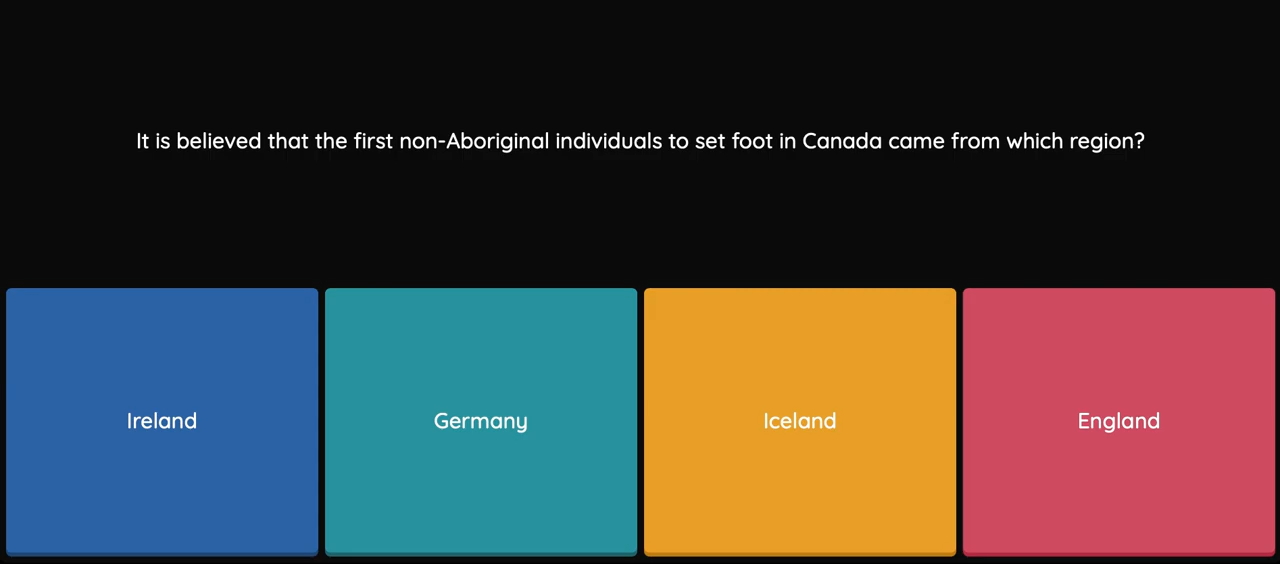 It is believed that the first non-Aboriginal individuals to set foot in Canada came from which region?
Ireland
Germany
Iceland
England